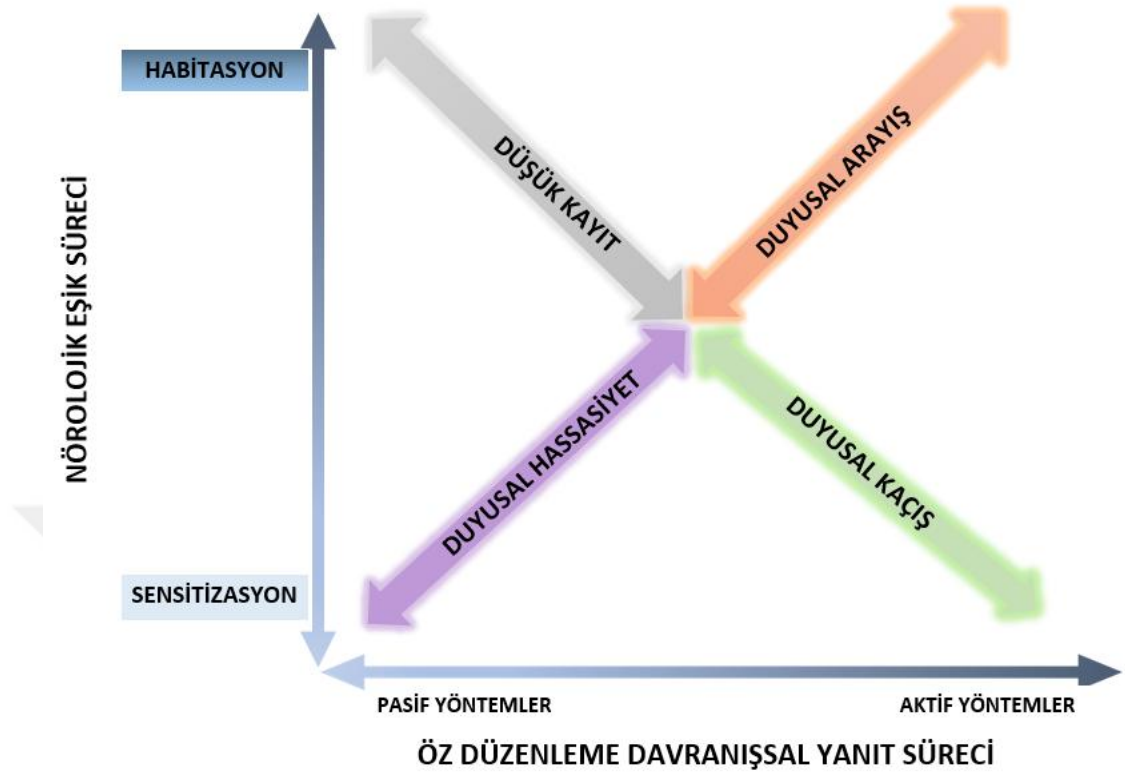 HABİTASYON
DÜŞÜK KAYIT
DUYUSAL ARAYIŞ
NÖROLOJİK EŞİK SÜRECİ
DUYUSAL HASSASİYET
DUYUSAL KAÇIŞ
SENSİTİZASYON
PASİF YÖNTEMLER
AKTİF YÖNTEMLER
ÖZ DÜZENLEME DAVRANIŞSAL YANIT SÜRECİ